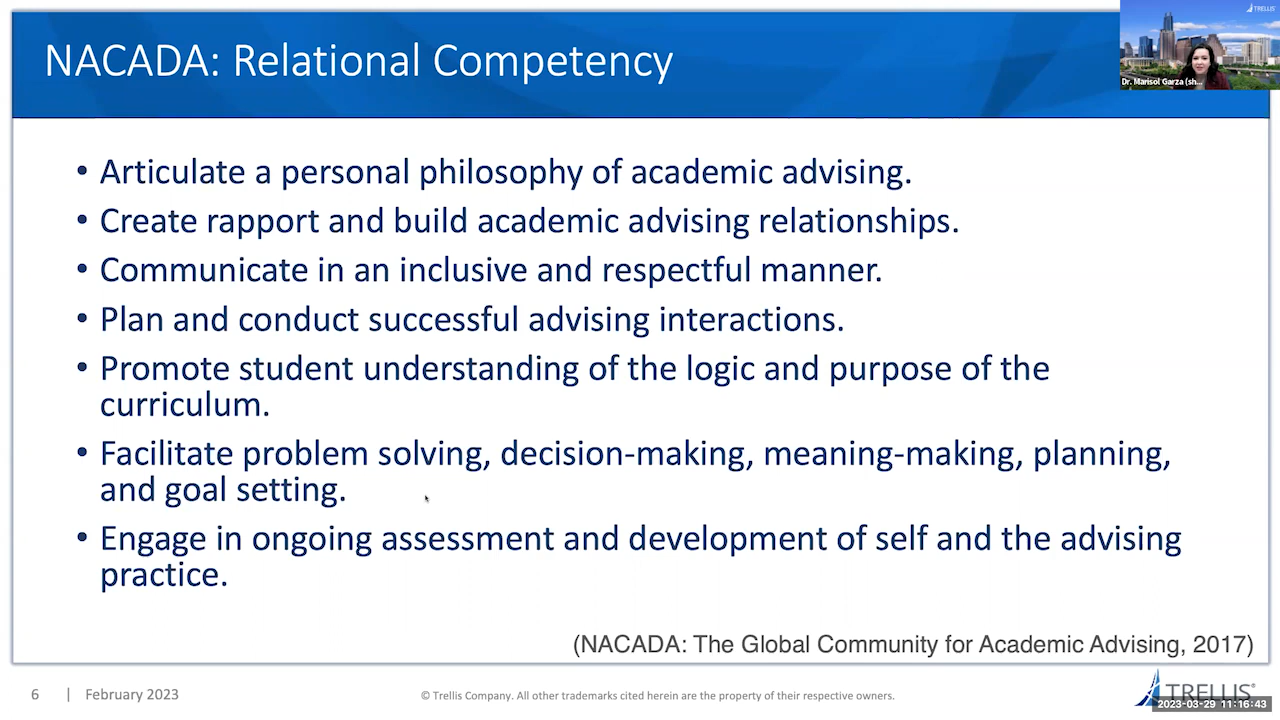 NACADA: Relational Competency
TRELLIS
Dr. Marisol Garza (sh...
• Articulate a personal philosophy of academic advising.
• Create rapport and build academic advising relationships.
• Communicate in an inclusive and respectful manner.
• Plan and conduct successful advising interactions.
• Promote student understanding of the logic and purpose of the
curriculum.
• Facilitate problem solving, decision-making, meaning-making, planning,
and goal setting.
• Engage in ongoing assessment and development of self and the advising
practice.
(NACADA: The Global Community for Academic Advising, 2017)
6 | February 2023
© Trellis Company. All other trademarks cited herein are the property of their respective owners.
TRELLIS®
2023-03-29 11:16:43